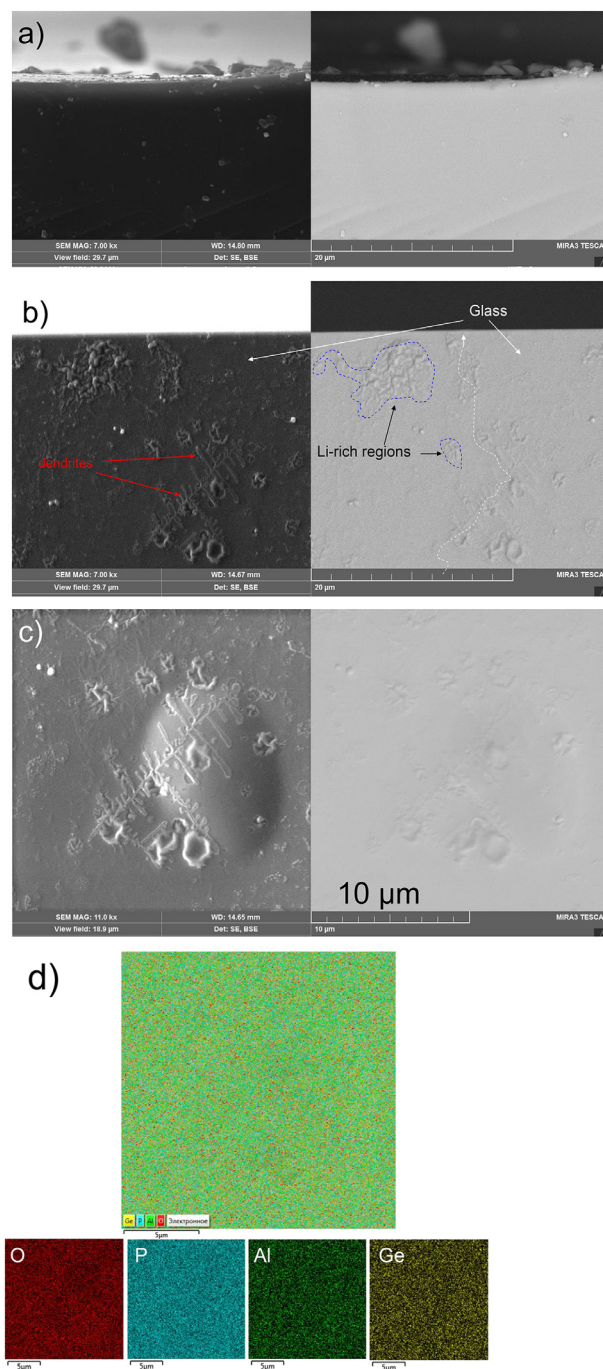 a)
SEM MAG: 7.00 kx WD: 14.80 mm MIRA3 TESCA
View field: 29.7 µm Det: SE, BSE 20 µm
b)
Glass
dendrites
Li-rich regions
SEM MAG: 7.00 kx WD: 14.67 mm MIRA3 TESCA
View field: 29.7 µm Det: SE, BSE 20 µm
c)
10 µm
SEM MAG: 11.0 kx WD: 14.65 mm MIRA3 TESCA
View field: 18.9 µm Det: SE, BSE 10 µm
d)
Ge P Al O Электронное
5µm
O P Al Ge
5µm 5µm 5µm 5µm